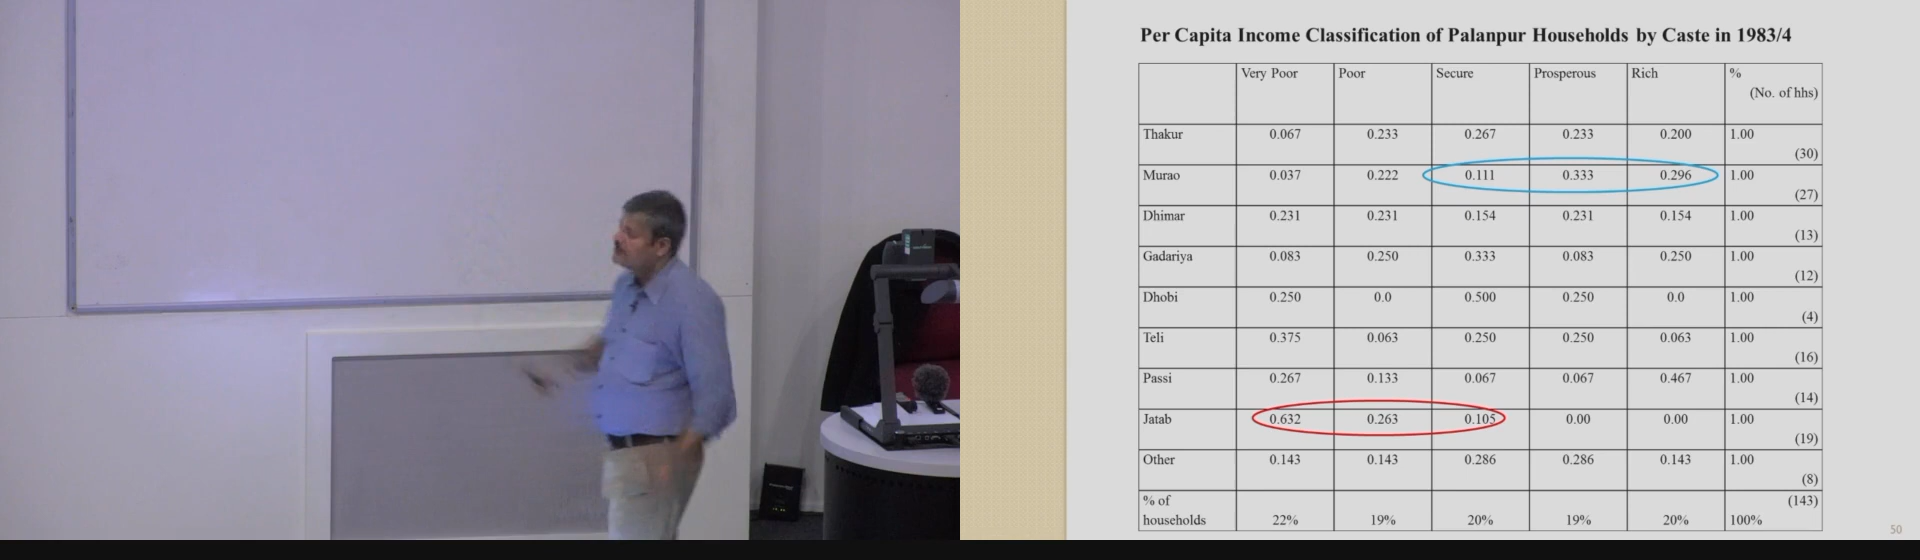 Per Capita Income Classification of Palanpur Households by Caste in 1983/4
Very Poor Poor Secure Prosperous Rich %
(No. of hhs)
Thakur 0.067 0.233 0.267 0.233 0.200 1.00
(30)
Murao 0.037 0.222 0.111 0.333 0.296 1.00
(27)
Dhimar 0.231 0.231 0.154 0.231 0.154 1.00
(13)
Gadariya 0.083 0.250 0.333 0.083 0.250 1.00
(12)
Dhobi 0.250 0.0 0.500 0.250 0.0 1.00
(4)
Teli 0.375 0.063 0.250 0.250 0.063 1.00
(16)
Passi 0.267 0.133 0.067 0.067 0.467 1.00
(14)
Jatab 0.632 0.263 0.105 0.00 0.00 1.00
(19)
Other 0.143 0.143 0.286 0.286 0.143 1.00
(8)
% of (143)
households 22% 19% 20% 19% 20% 100%
50